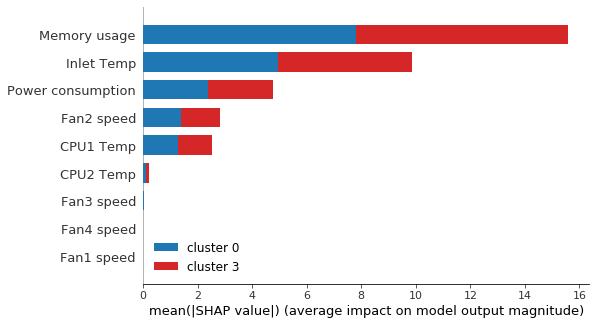 Memory usage
Inlet Temp
Power consumption
Fan2 speed
CPU1 Temp
CPU2 Temp
Fan3 speed
Fan4 speed
Fan1 speed
cluster 0
cluster 3
0 2 4 6 8 10 12 14 16
mean(|SHAP value|) (average impact on model output magnitude)